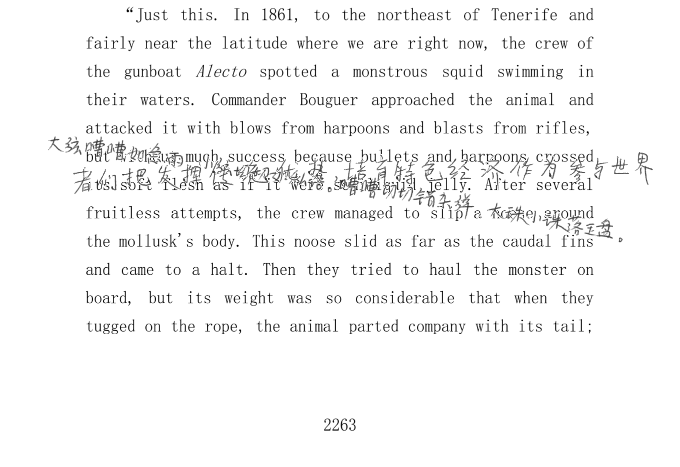 “Just this. In 1861, to the northeast of Tenerife and
fairly near the latitude where we are right now, the crew of
the gunboat Alecto spotted a monstrous squid swimming in
their waters. Commander Bouguer approached the animal and
attacked it with blows from harpoons and blasts from rifles,
大弦嘈嘈如急雨
but much success because bullets and harpoons crossed
者们把发挥 培育特色经济作为参与世界
soft flesh as if it were jelly. After several
嘈嘈切切错杂弹 大珠小珠落玉盘。
fruitless attempts, the crew managed to slip a noose around
the mollusk's body. This noose slid as far as the caudal fins
and came to a halt. Then they tried to haul the monster on
board, but its weight was so considerable that when they
tugged on the rope, the animal parted company with its tail;
2263